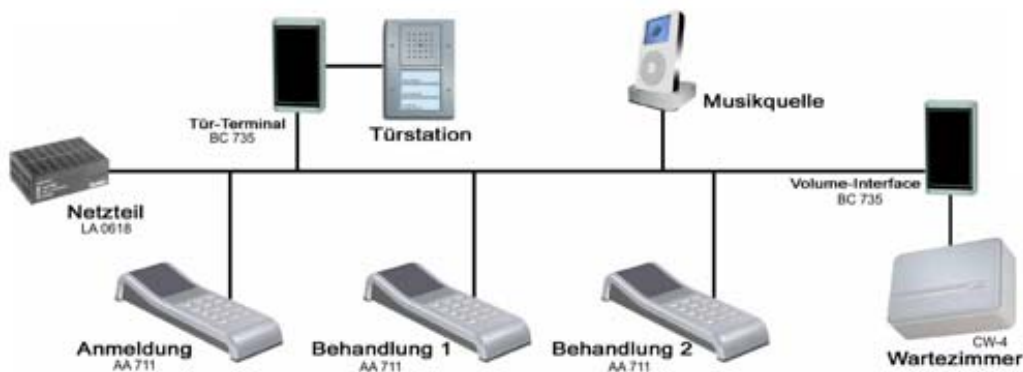 Tür-Terminal
BC 735
Türstation
Musikquelle
Volume-Interface
BC 735
Netzteil
LA 0618
Anmeldung
AA 711
Behandlung 1
AA 711
Behandlung 2
AA 711
CW-4
Wartezimmer